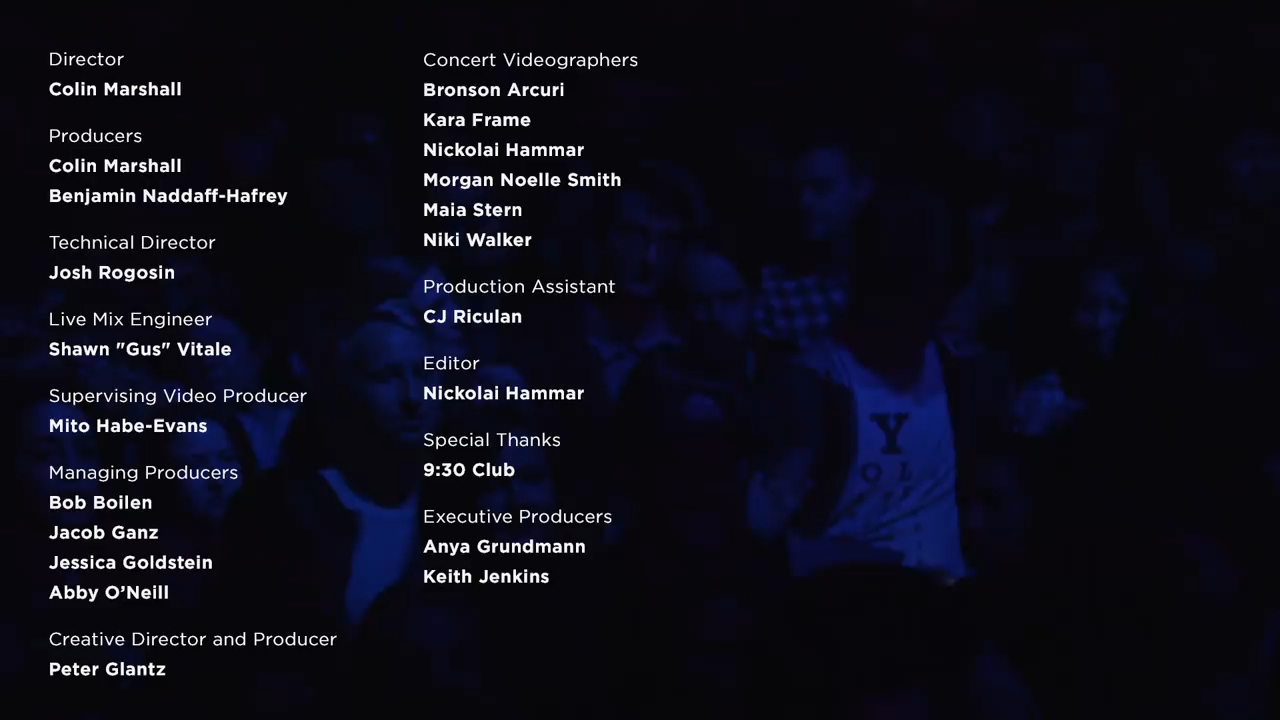 Director
Colin Marshall
Producers
Colin Marshall
Benjamin Naddaff-Hafrey
Technical Director
Josh Rogosin
Live Mix Engineer
Shawn "Gus" Vitale
Supervising Video Producer
Mito Habe-Evans
Managing Producers
Bob Boilen
Jacob Ganz
Jessica Goldstein
Abby O’Neill
Creative Director and Producer
Peter Glantz
Concert Videographers
Bronson Arcuri
Kara Frame
Nickolai Hammar
Morgan Noelle Smith
Maia Stern
Niki Walker
Production Assistant
CJ Riculan
Editor
Nickolai Hammar
Special Thanks
9:30 Club
Executive Producers
Anya Grundmann
Keith Jenkins
Y
O L